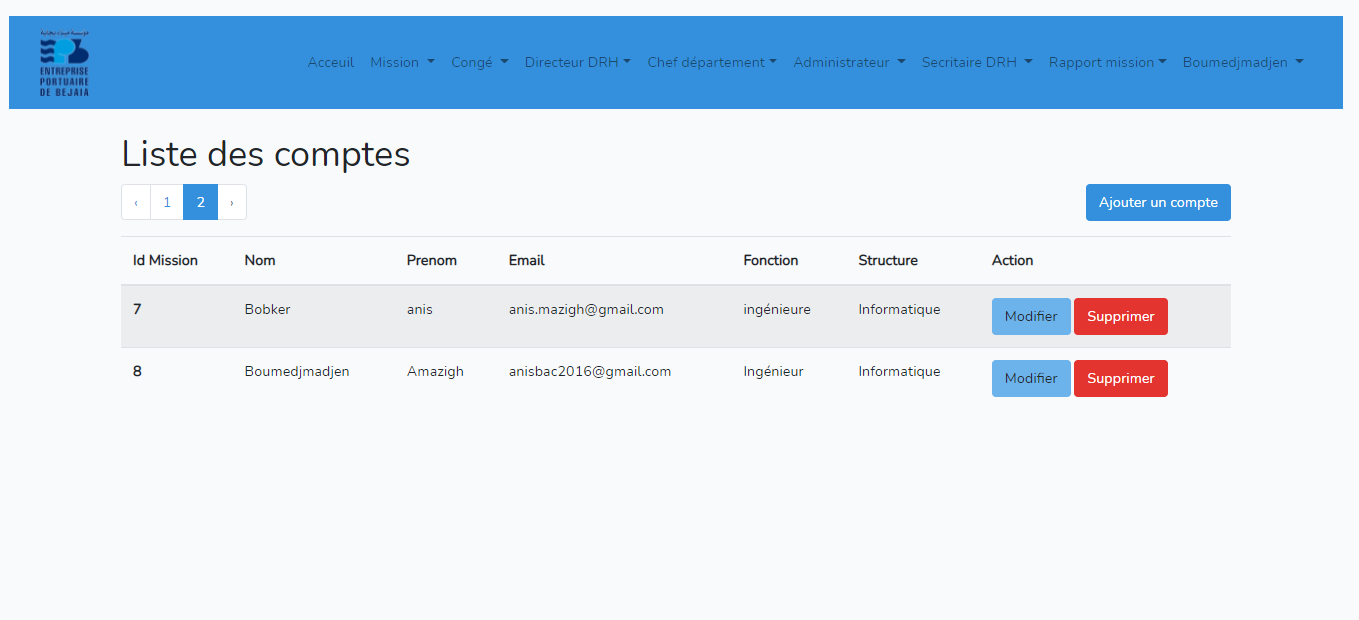 ENTREPRISE
PORTUAIRE
DE BEJAIA
Acceuil Mission Congé Directeur DRH Chef département Administrateur Secritaire DRH Rapport mission Boumedjmadjen
Liste des comptes
‹ 1 2 › Ajouter un compte
Id Mission Nom Prenom Email Fonction Structure Action
7 Bobker anis anis.mazigh@gmail.com ingénieure Informatique Modifier Supprimer
8 Boumedjmadjen Amazigh anisbac2016@gmail.com Ingénieur Informatique Modifier Supprimer